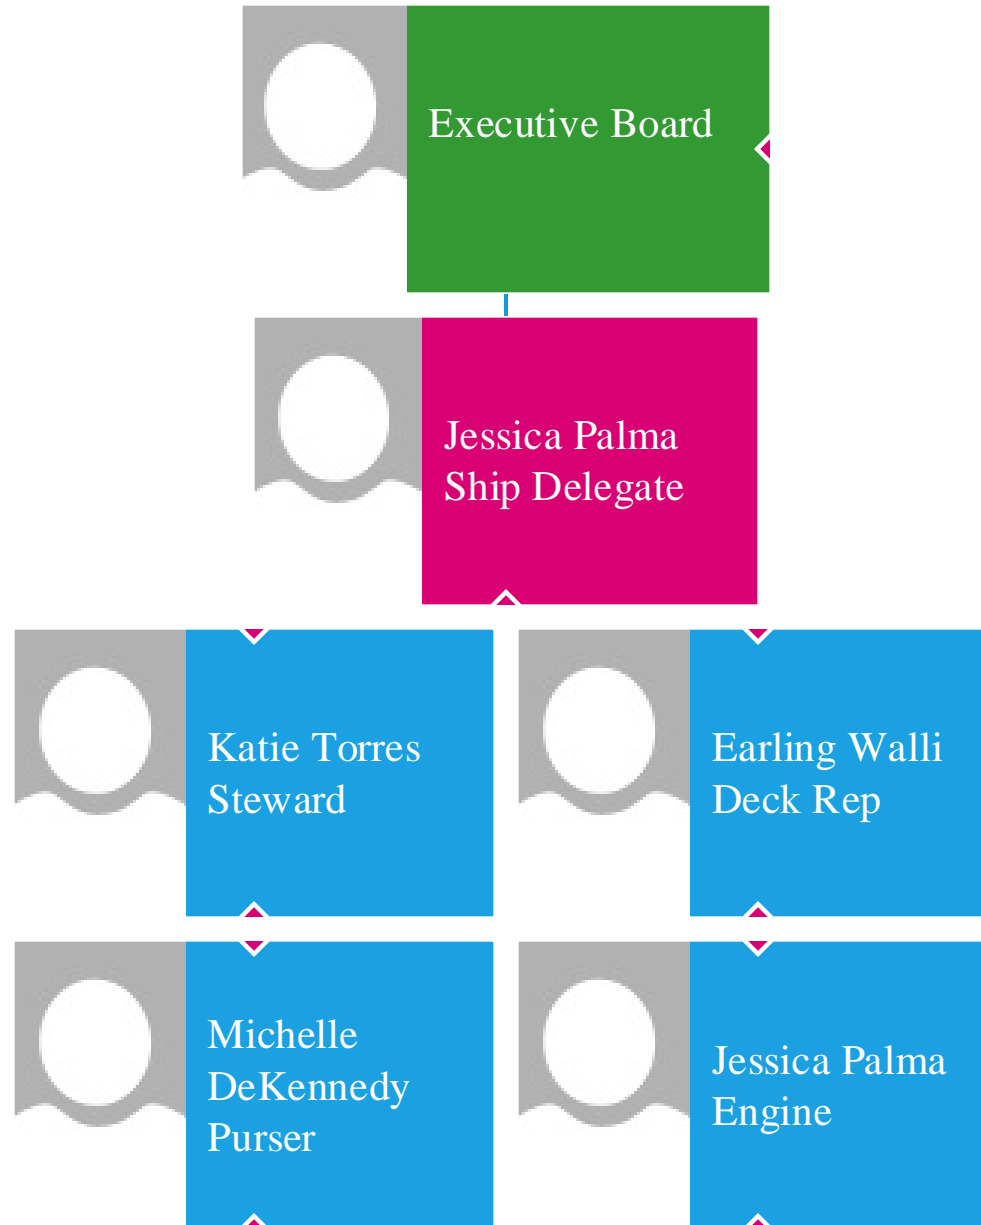 Executive Board
Jessica Palma
Ship Delegate
Katie Torres
Steward
Earling Walli
Deck Rep
Michelle
DeKennedy
Purser
Jessica Palma
Engine